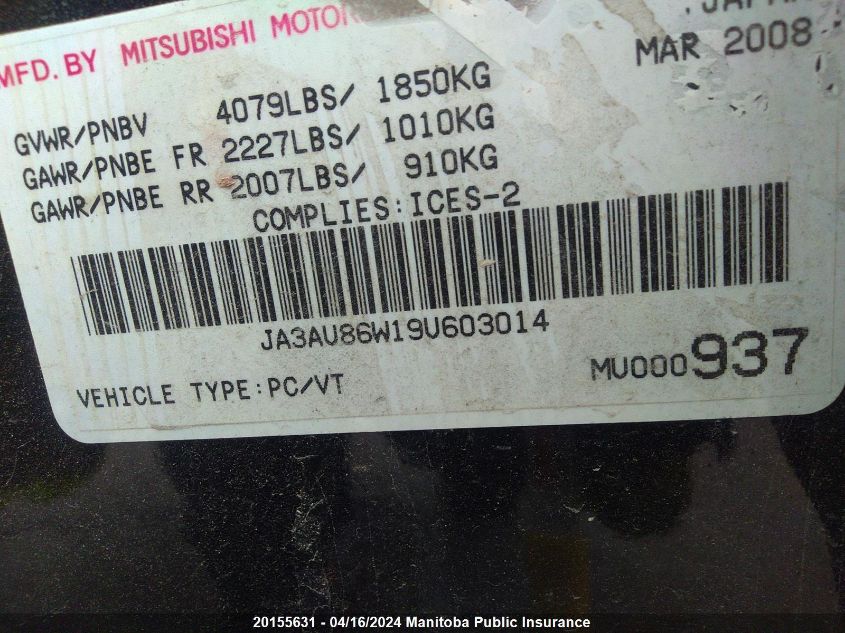 MFD. BY MITSUBISHI
MAR 2008
GVWR/PNBV 4079LBS/ 1850KG
GAWR/PNBE FR 2227LBS/ 1010KG
GAWR/PNBE RR 2007LBS/ 910KG
COMPLIES:ICES-2
JA3AU86W19U603014
VEHICLE TYPE:PC/VT
MU000937
20155631 - 04/16/2024 Manitoba Public Insurance